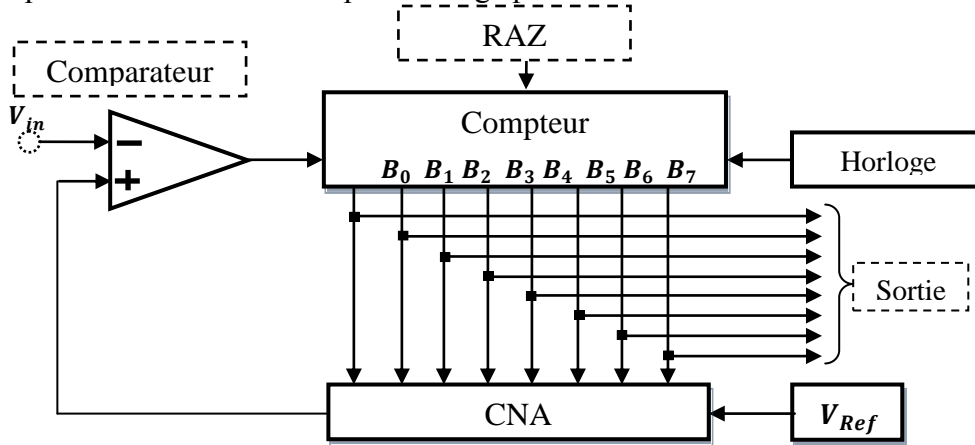 RAZ
Comparateur
V_in
Compteur
−
+
B_0 B_1 B_2 B_3 B_4 B_5 B_6 B_7
Horloge
Sortie
CNA
V_Ref